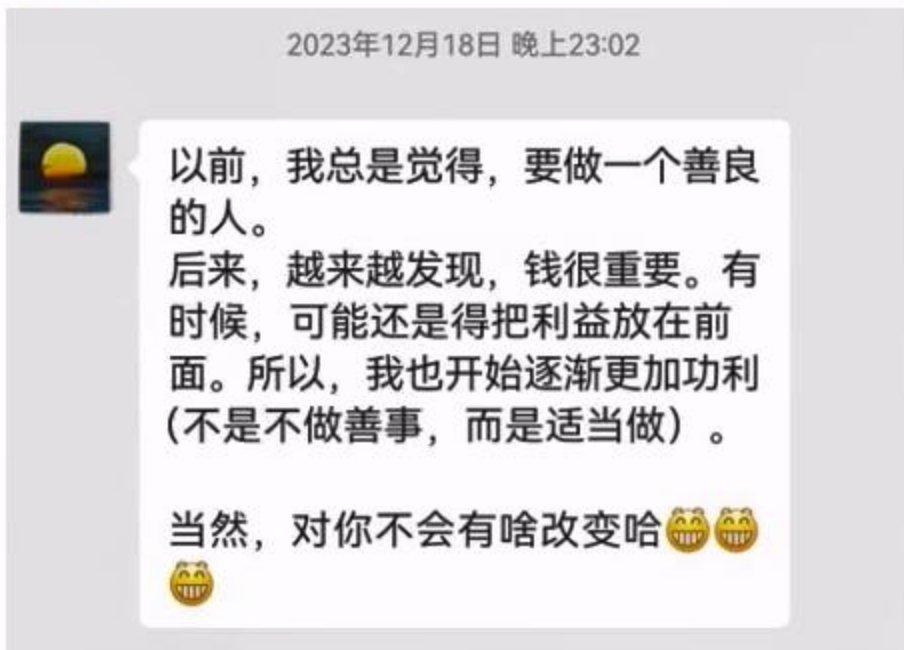 2023年12月18日 晚上23:02
以前，我总是觉得，要做一个善良
的人。
后来，越来越发现，钱很重要。有
时候，可能还是得把利益放在前
面。所以，我也开始逐渐更加功利
(不是不做善事，而是适当做）。
当然，对你不会有啥改变哈😁😁
😁